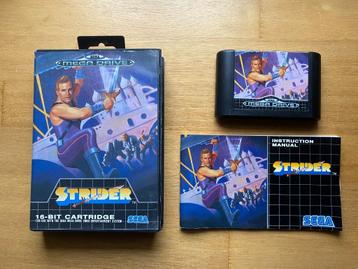 MEGA DRIVE
STRIDER
16-BIT CARTRIDGE
SEGA
MEGA DRIVE
INSTRUCTION
MANUAL
STRIDER
SEGA